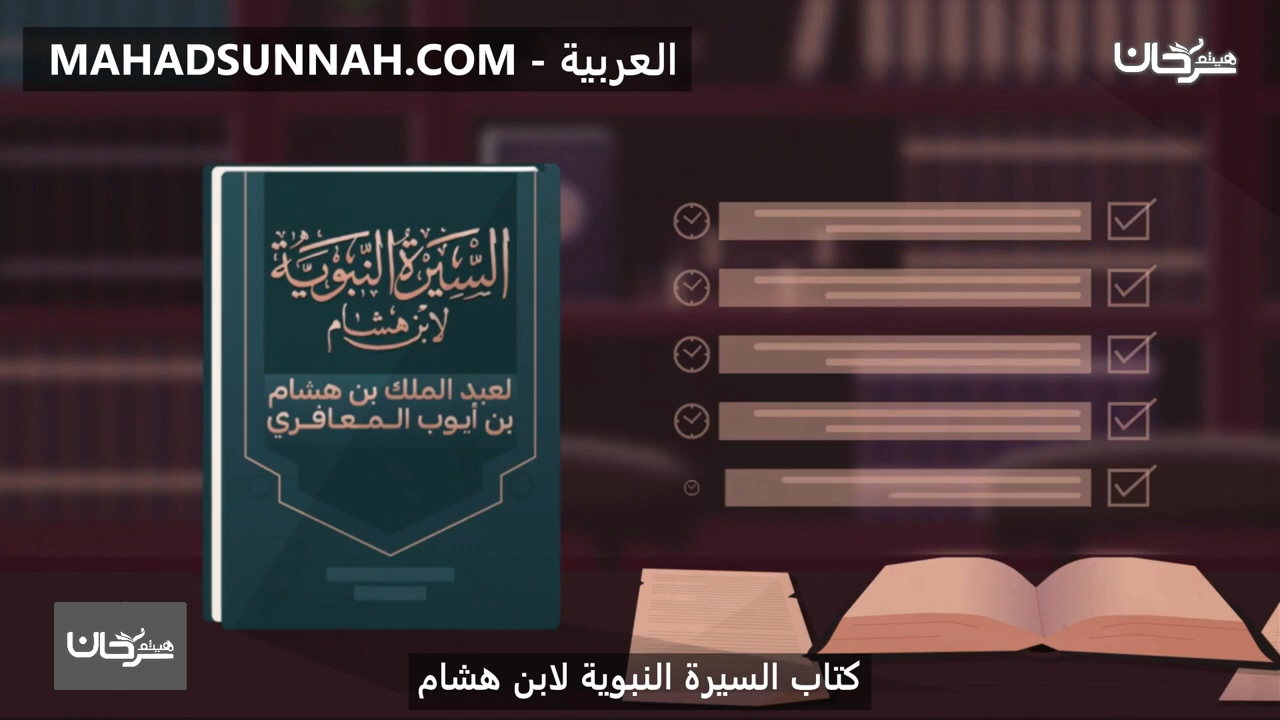 MAHADSUNNAH.COM - العربية
هيثم سرحان
السيرة النبوية
لابن هشام
لعبد الملك بن هشام
بن أيوب المعافري
هيثم سرحان
كتاب السيرة النبوية لابن هشام